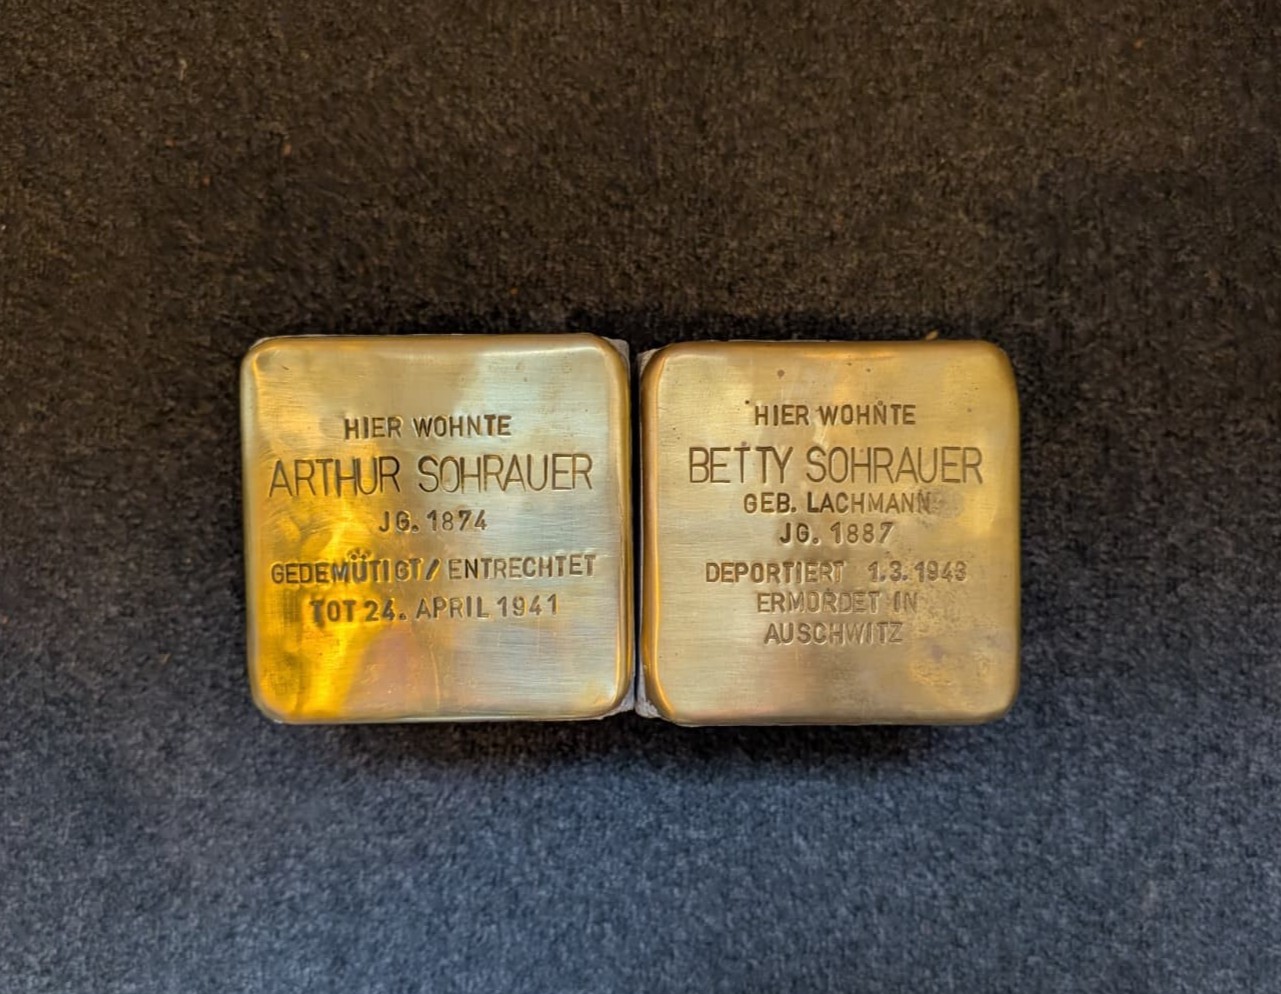 HIER WOHNTE
ARTHUR SOHRAUER
JG. 1874
GEDEMÜTIGT/ ENTRECHTET
TOT 24. APRIL 1941
HIER WOHNTE
BETTY SOHRAUER
GEB. LACHMANN
JG. 1887
DEPORTIERT 1.3.1943
ERMORDET IN
AUSCHWITZ